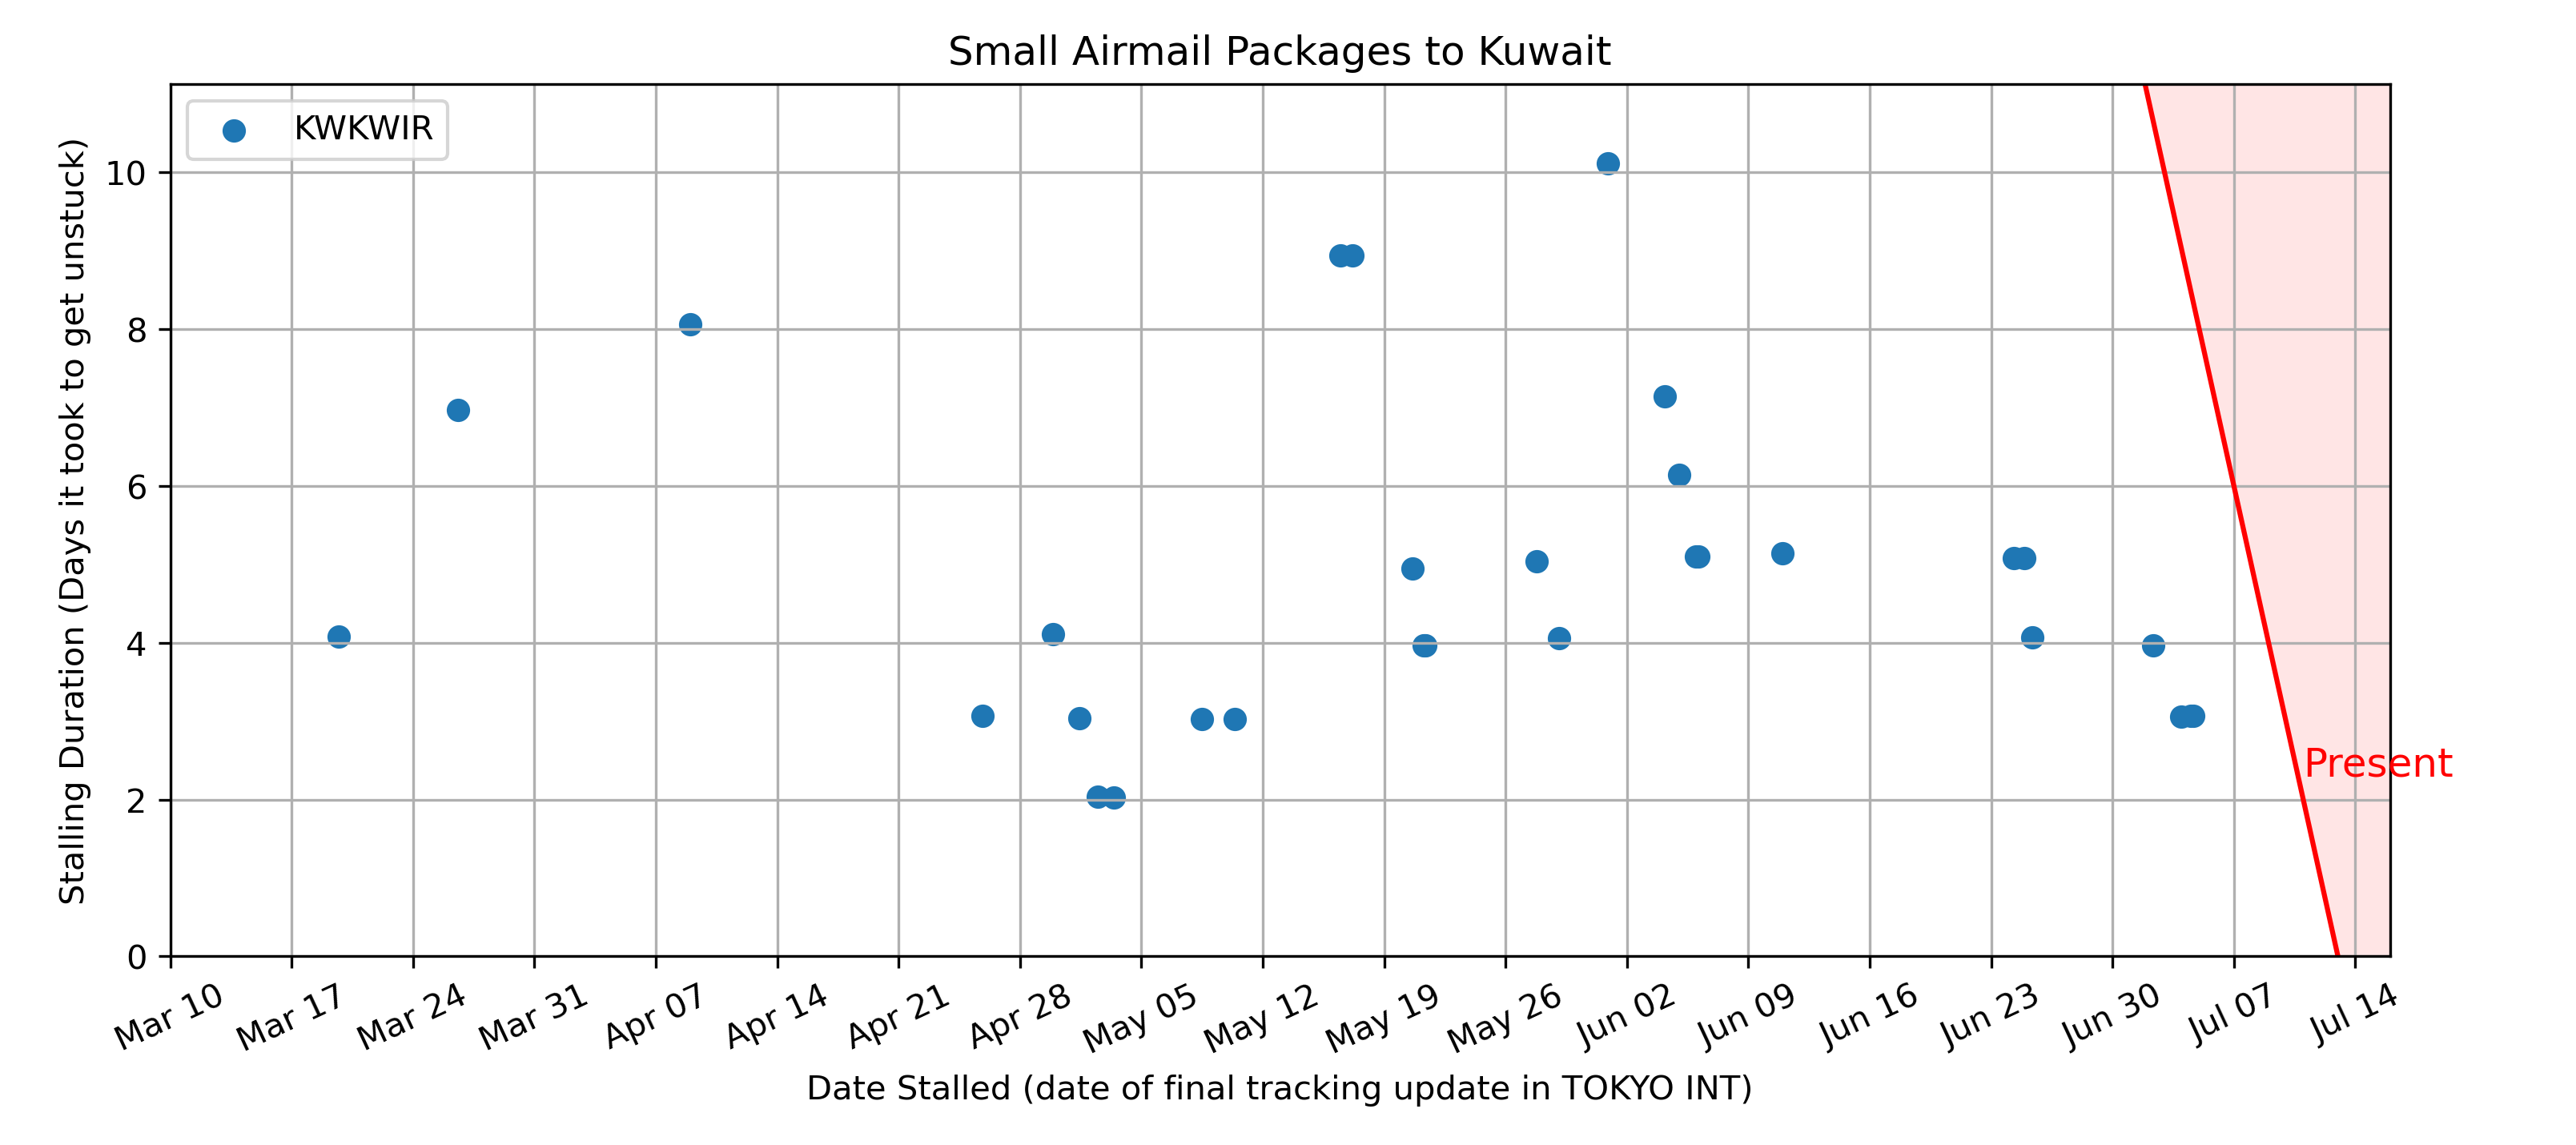 Small Airmail Packages to Kuwait
KWKWIR
Stalling Duration (Days it took to get unstuck)
10
8
6
4
2
0
Present
Mar 10
Mar 17
Mar 24
Mar 31
Apr 07
Apr 14
Apr 21
Apr 28
May 05
May 12
May 19
May 26
Jun 02
Jun 09
Jun 16
Jun 23
Jun 30
Jul 07
Jul 14
Date Stalled (date of final tracking update in TOKYO INT)